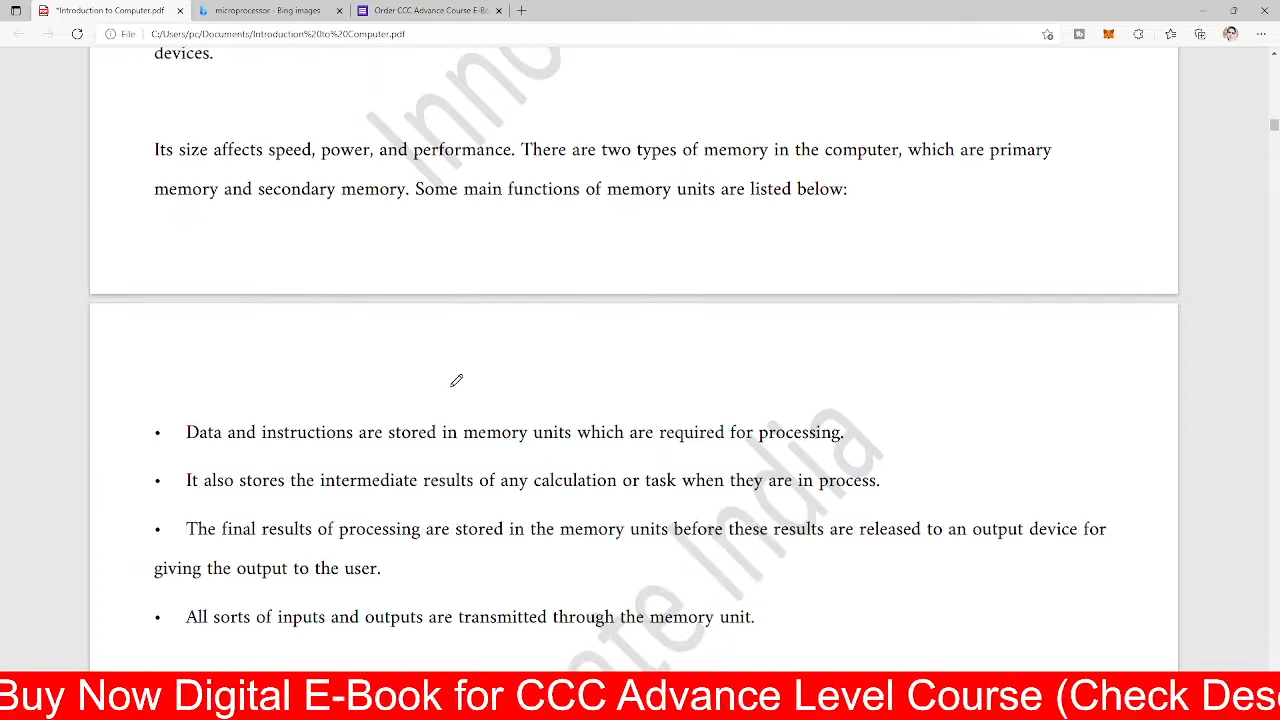 *Introduction to Computer.pdf
microprocessor - Bing images
Order CCC Advance Course E-Bo
File
C:/Users/pc/Documents/Introduction%20to%20Computer.pdf
devices.
Its size affects speed, power, and performance. There are two types of memory in the computer, which are primary
memory and secondary memory. Some main functions of memory units are listed below:
• Data and instructions are stored in memory units which are required for processing.
• It also stores the intermediate results of any calculation or task when they are in process.
• The final results of processing are stored in the memory units before these results are released to an output device for
giving the output to the user.
• All sorts of inputs and outputs are transmitted through the memory unit.
Inno
ate India
Buy Now Digital E-Book for CCC Advance Level Course (Check Des